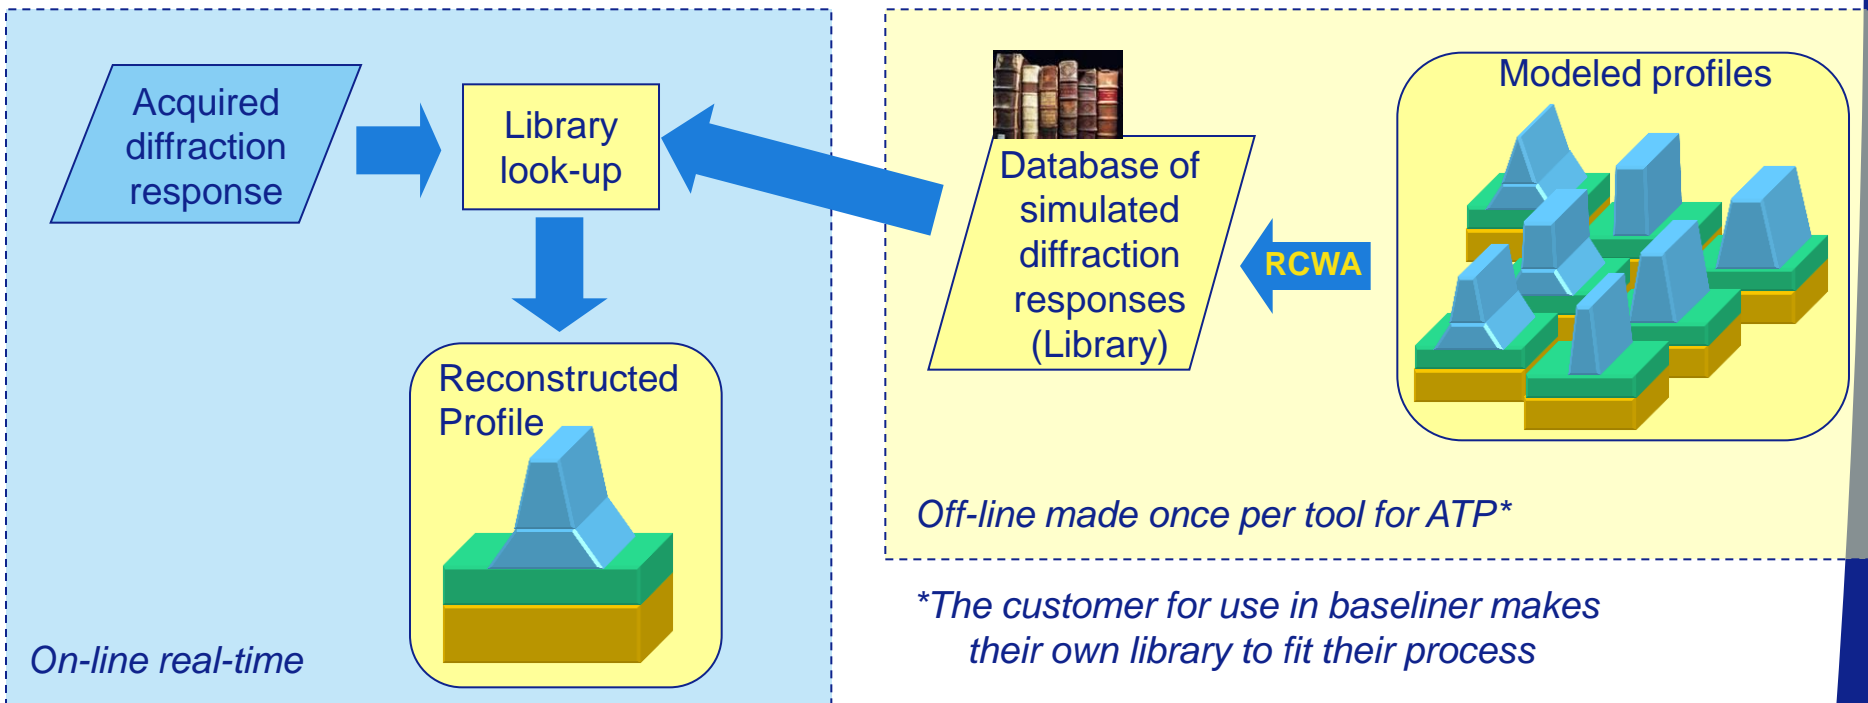 Acquired
diffraction
response
Library
look-up
Reconstructed
Profile
On-line real-time
Database of
simulated
diffraction
responses
(Library)
RCWA
Modeled profiles
Off-line made once per tool for ATP*
*The customer for use in baseliner makes
their own library to fit their process